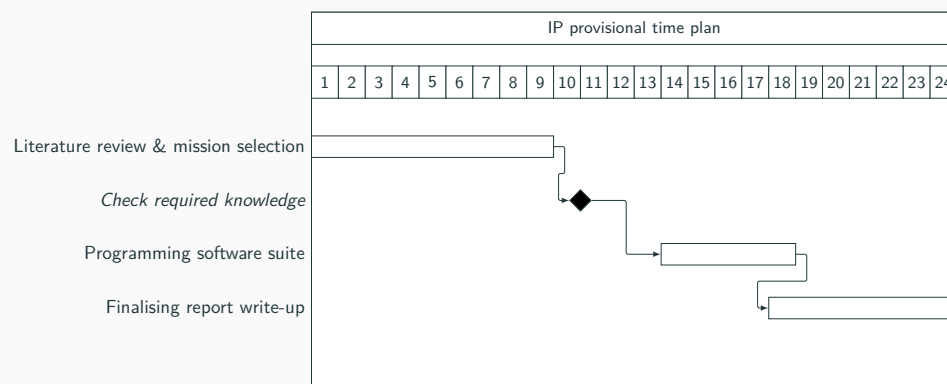 IP provisional time plan
1 2 3 4 5 6 7 8 9 10 11 12 13 14 15 16 17 18 19 20 21 22 23 24
Literature review & mission selection
Check required knowledge
Programming software suite
Finalising report write-up